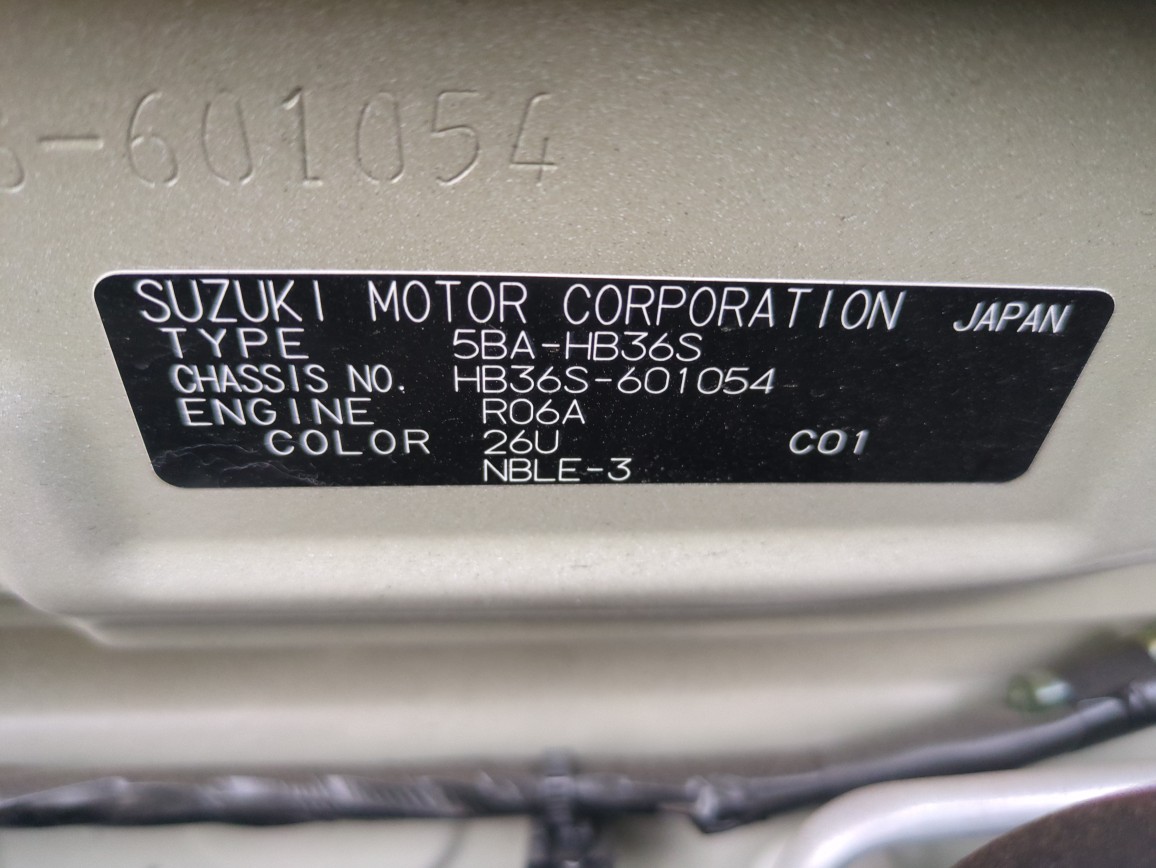 S-601054
SUZUKI MOTOR CORPORATION JAPAN
TYPE 5BA-HB36S
CHASSIS NO. HB36S-601054
ENGINE R06A
COLOR 26U C01
NBLE-3